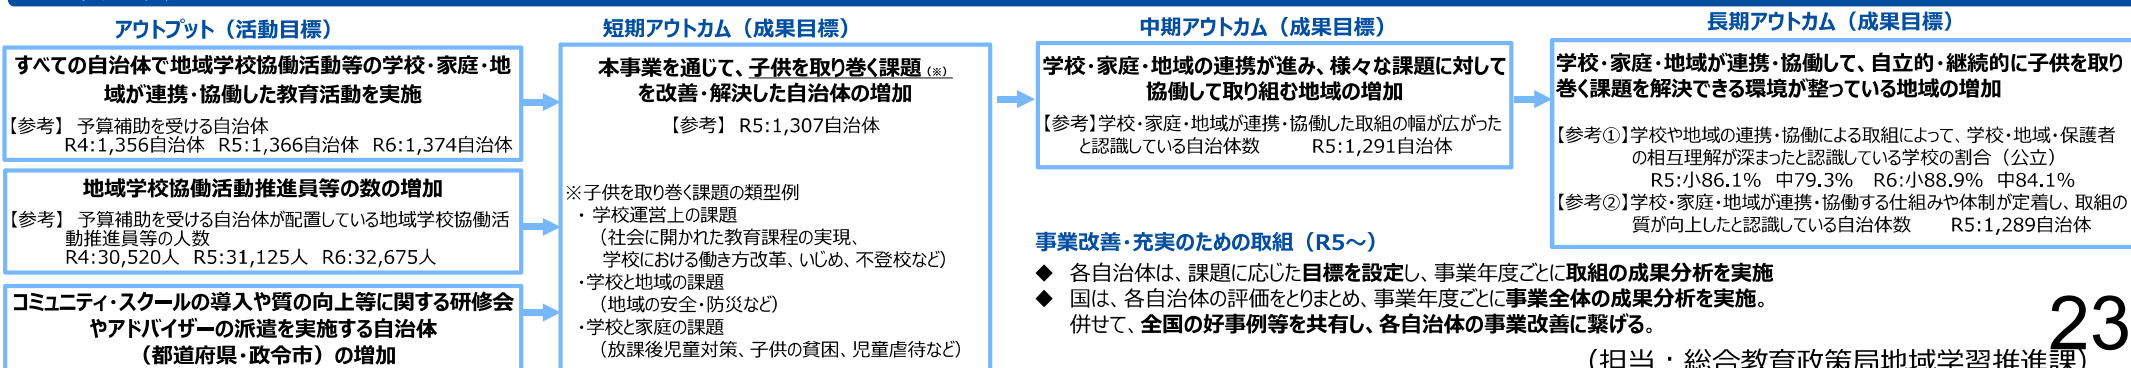 アウトプット（活動目標）
すべての自治体で地域学校協働活動等の学校・家庭・地
域が連携・協働した教育活動を実施
【参考】 予算補助を受ける自治体
R4:1,356自治体 R5:1,366自治体 R6:1,374自治体
地域学校協働活動推進員等の数の増加
【参考】 予算補助を受ける自治体が配置している地域学校協働活
動推進員等の人数
R4:30,520人 R5:31,125人 R6:32,675人
コミュニティ・スクールの導入や質の向上等に関する研修会
やアドバイザーの派遣を実施する自治体
（都道府県・政令市）の増加
短期アウトカム（成果目標）
本事業を通じて、子供を取り巻く課題（※）
を改善・解決した自治体の増加
【参考】 R5:1,307自治体
※子供を取り巻く課題の類型例
・ 学校運営上の課題
（社会に開かれた教育課程の実現、
学校における働き方改革、いじめ、不登校など）
・学校と地域の課題
（地域の安全・防災など）
・学校と家庭の課題
（放課後児童対策、子供の貧困、児童虐待など）
中期アウトカム（成果目標）
学校・家庭・地域の連携が進み、様々な課題に対して
協働して取り組む地域の増加
【参考】学校・家庭・地域が連携・協働した取組の幅が広がった
と認識している自治体数 R5:1,291自治体
長期アウトカム（成果目標）
学校・家庭・地域が連携・協働して、自立的・継続的に子供を取り
巻く課題を解決できる環境が整っている地域の増加
【参考①】学校や地域の連携・協働による取組によって、学校・地域・保護者
の相互理解が深まったと認識している学校の割合（公立）
R5:小86.1% 中79.3% R6:小88.9% 中84.1%
【参考②】学校・家庭・地域が連携・協働する仕組みや体制が定着し、取組の
質が向上したと認識している自治体数 R5:1,289自治体
事業改善・充実のための取組（R5～）
◆ 各自治体は、課題に応じた目標を設定し、事業年度ごとに取組の成果分析を実施
◆ 国は、各自治体の評価をとりまとめ、事業年度ごとに事業全体の成果分析を実施。
併せて、全国の好事例等を共有し、各自治体の事業改善に繋げる。
23
（担当：総合教育政策局地域学習推進課）